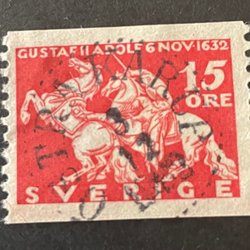 GUSTAF II ADOLF 6 NOV · 1632
15
ÖRE
SVERIGE